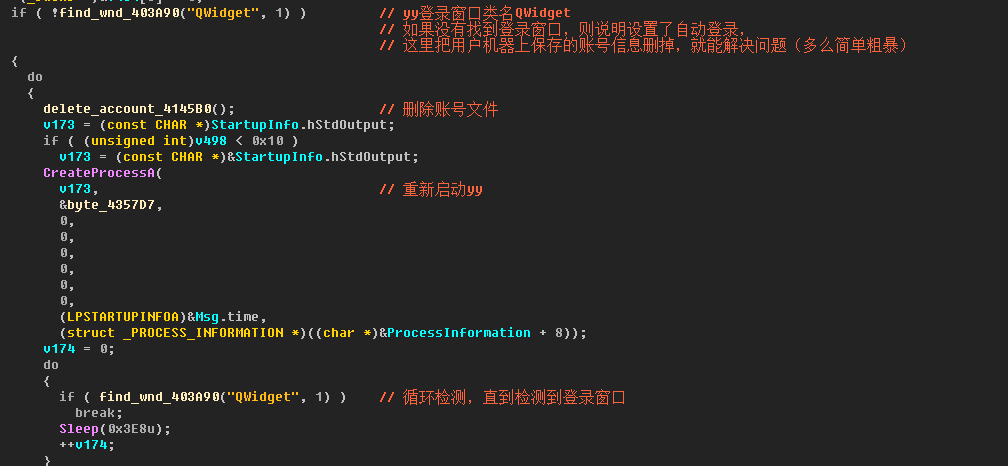 if ( !find_wnd_403A90("QWidget", 1) ) // yy登录窗口类名QWidget
// 如果没有找到登录窗口，则说明设置了自动登录，
// 这里把用户机器上保存的账号信息删掉，就能解决问题（多么简单粗暴）
{
do
{
delete_account_4145B0(); // 删除账号文件
v173 = (const CHAR *)StartupInfo.hStdOutput;
if ( (unsigned int)v498 < 0x10 )
v173 = (const CHAR *)&StartupInfo.hStdOutput;
CreateProcessA(
v173, // 重新启动yy
&byte_4357D7,
0,
0,
0,
0,
0,
0,
(LPSTARTUPINFOA)&Msg.time,
(struct _PROCESS_INFORMATION *)((char *)&ProcessInformation + 8));
v174 = 0;
do
{
if ( find_wnd_403A90("QWidget", 1) ) // 循环检测，直到检测到登录窗口
break;
Sleep(0x3E8u);
++v174;
}